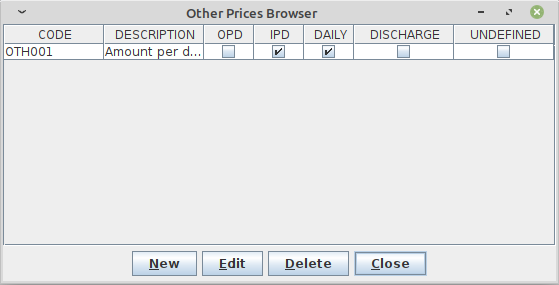 Other Prices Browser
CODE DESCRIPTION OPD IPD DAILY DISCHARGE UNDEFINED
OTH001 Amount per d...
New Edit Delete Close